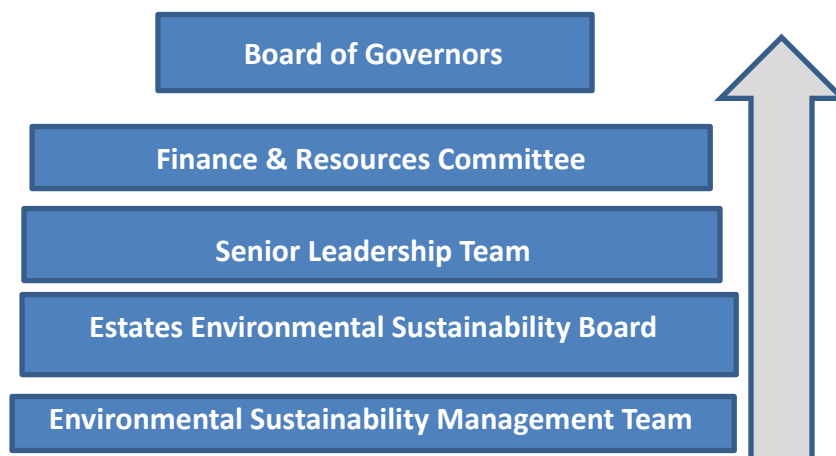 Board of Governors
Finance & Resources Committee
Senior Leadership Team
Estates Environmental Sustainability Board
Environmental Sustainability Management Team